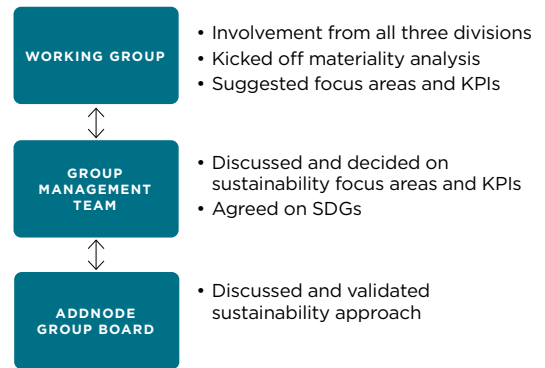 WORKING GROUP
• Involvement from all three divisions
• Kicked off materiality analysis
• Suggested focus areas and KPIs
GROUP
MANAGEMENT
TEAM
• Discussed and decided on
sustainability focus areas and KPIs
• Agreed on SDGs
ADDNODE
GROUP BOARD
• Discussed and validated
sustainability approach